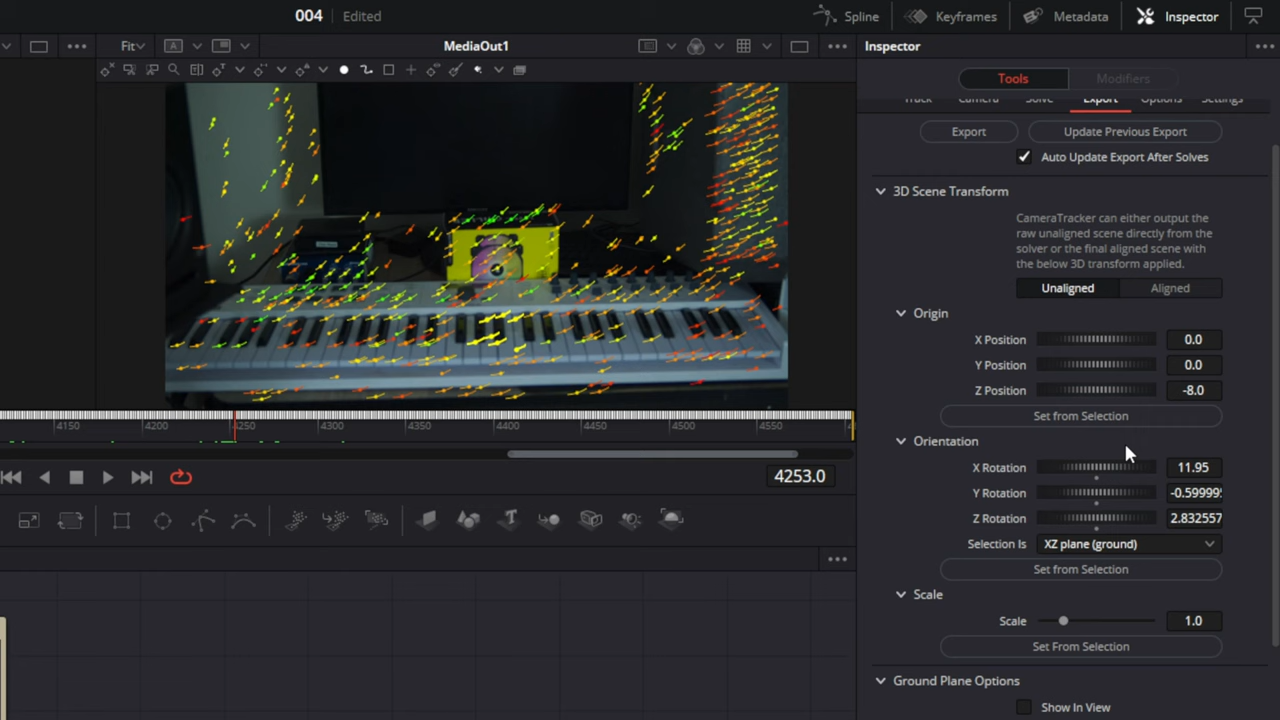 004 Edited
Spline Keyframes Metadata Inspector
Fit MediaOut1
Inspector
Tools Modifiers
Track Camera Solve Export Options Settings
Export Update Previous Export
Auto Update Export After Solves
3D Scene Transform
CameraTracker can either output the
raw unaligned scene directly from the
solver or the final aligned scene with
the below 3D transform applied.
Unaligned Aligned
Origin
X Position 0.0
Y Position 0.0
Z Position -8.0
Set from Selection
Orientation
X Rotation 11.95
Y Rotation -0.59999
Z Rotation 2.832557
Selection Is XZ plane (ground)
Set from Selection
Scale
Scale 1.0
Set From Selection
Ground Plane Options
Show In View
4150 4200 4250 4300 4350 4400 4450 4500 4550
4253.0